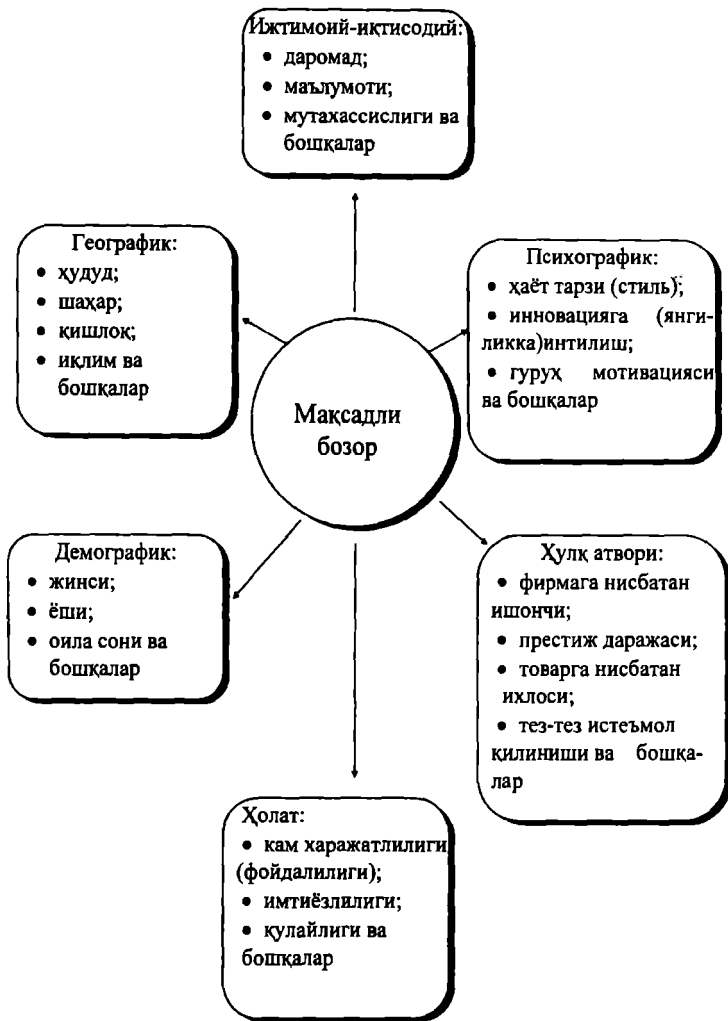 Ижтимоий-иқтисодий:
• даромад;
• маълумоти;
• мутахассислиги ва
бошқалар
Географик:
• ҳудуд;
• шаҳар;
• қишлоқ;
• иқлим ва
бошқалар
Психографик:
• ҳаёт тарзи (стиль);
• инновацияга (янги-
ликка)интилиш;
• гуруҳ мотивацияси
ва бошқалар
Мақсадли
бозор
Демографик:
• жинси;
• ёши;
• оила сони ва
бошқалар
Ҳулқ атвори:
• фирмага нисбатан
ишончи;
• престиж даражаси;
• товарга нисбатан
ихлоси;
• тез-тез истеъмол
қилиниши ва бошқа-
лар
Ҳолат:
• кам харажатлилиги
(фойдалилиги);
• имтиёзлилиги;
• қулайлиги ва
бошқалар